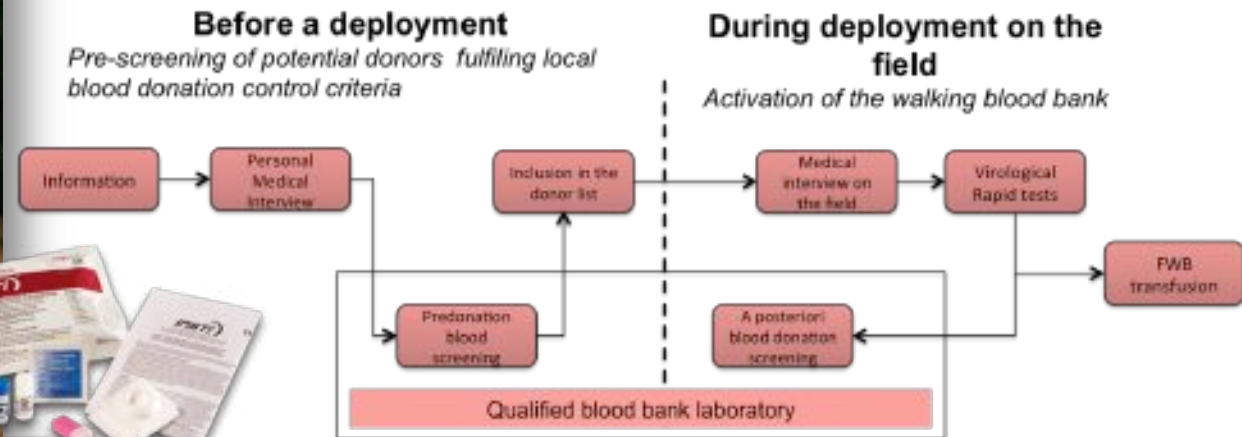 Before a deployment
Pre-screening of potential donors fulfiling local
blood donation control criteria
During deployment on the
field
Activation of the walking blood bank
Information
Personal
Medical
Interview
Inclusion in the
donor list
Medical
interview on
the field
Virological
Rapid tests
FWB
transfusion
Predonation
blood
screening
A posteriori
blood donation
screening
Qualified blood bank laboratory